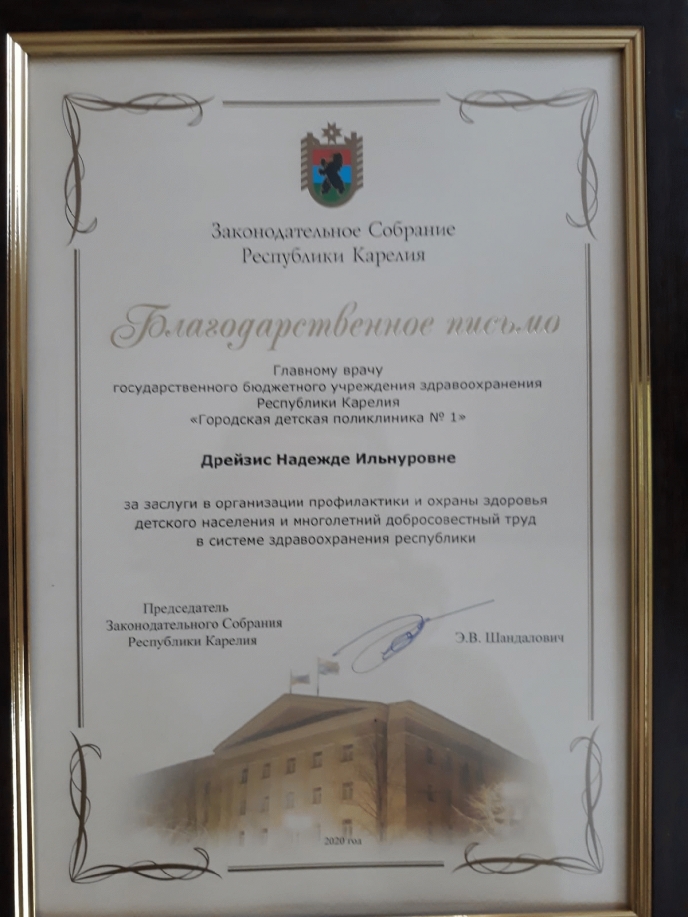 Законодательное Собрание
Республики Карелия
Благодарственное письмо
Главному врачу
государственного бюджетного учреждения здравоохранения
Республики Карелия
«Городская детская поликлиника № 1»
Дрейзис Надежде Ильнуровне
за заслуги в организации профилактики и охраны здоровья
детского населения и многолетний добросовестный труд
в системе здравоохранения республики
Председатель
Законодательного Собрания
Республики Карелия
Э.В. Шандалович
2020 год